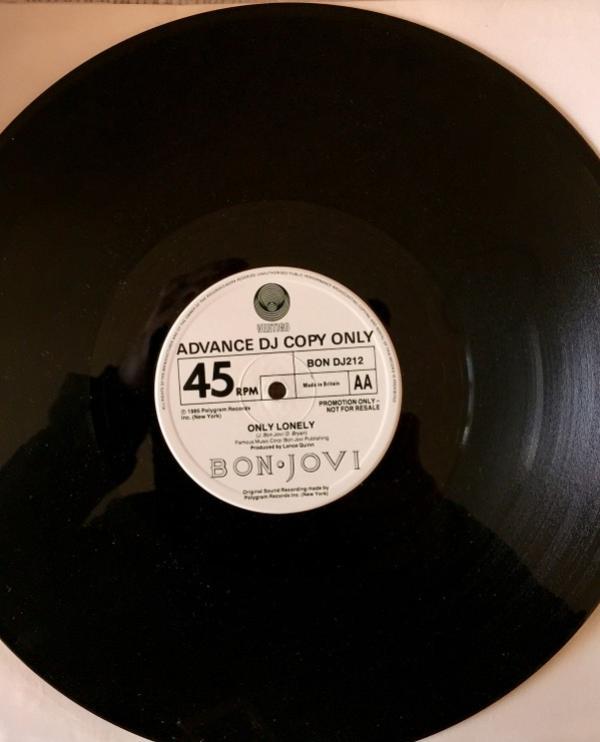 VERTIGO
ADVANCE DJ COPY ONLY
45 RPM
BON DJ212
Made in Britain
AA
℗ 1985 Polygram Records
Inc. (New York)
PROMOTION ONLY –
NOT FOR RESALE
ONLY LONELY
(J. Bon Jovi/D. Bryan)
Famous Music Corp/Bon Jovi Publishing
Produced by Lance Quinn
BON·JOVI
Original Sound Recording made by
Polygram Records Inc. (New York)